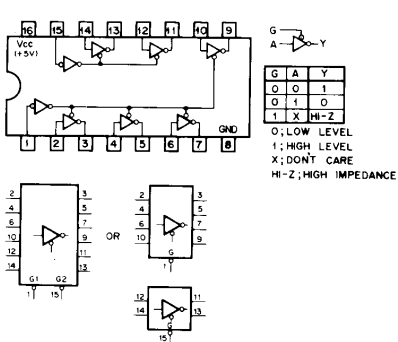 16 15 14 13 12 11 10 9
Vcc
(+5V)
GND
1 2 3 4 5 6 7 8
G
A Y
G A Y
0 0 1
0 1 0
1 X HI-Z
0; LOW LEVEL
1; HIGH LEVEL
X; DON'T CARE
HI-Z; HIGH IMPEDANCE
2 3
4 5
6 7
10 9
12 11
14 13
G1 G2
1 15
OR
2 3
4 5
6 7
10 9
G
1
12 11
14 13
G
15